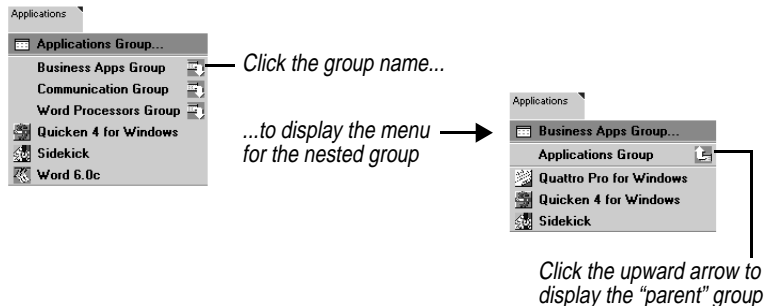 Applications
Applications Group...
Business Apps Group
Communication Group
Word Processors Group
Quicken 4 for Windows
Sidekick
Word 6.0c
Click the group name...
...to display the menu
for the nested group
Applications
Business Apps Group...
Applications Group
Quattro Pro for Windows
Quicken 4 for Windows
Sidekick
Click the upward arrow to
display the “parent” group